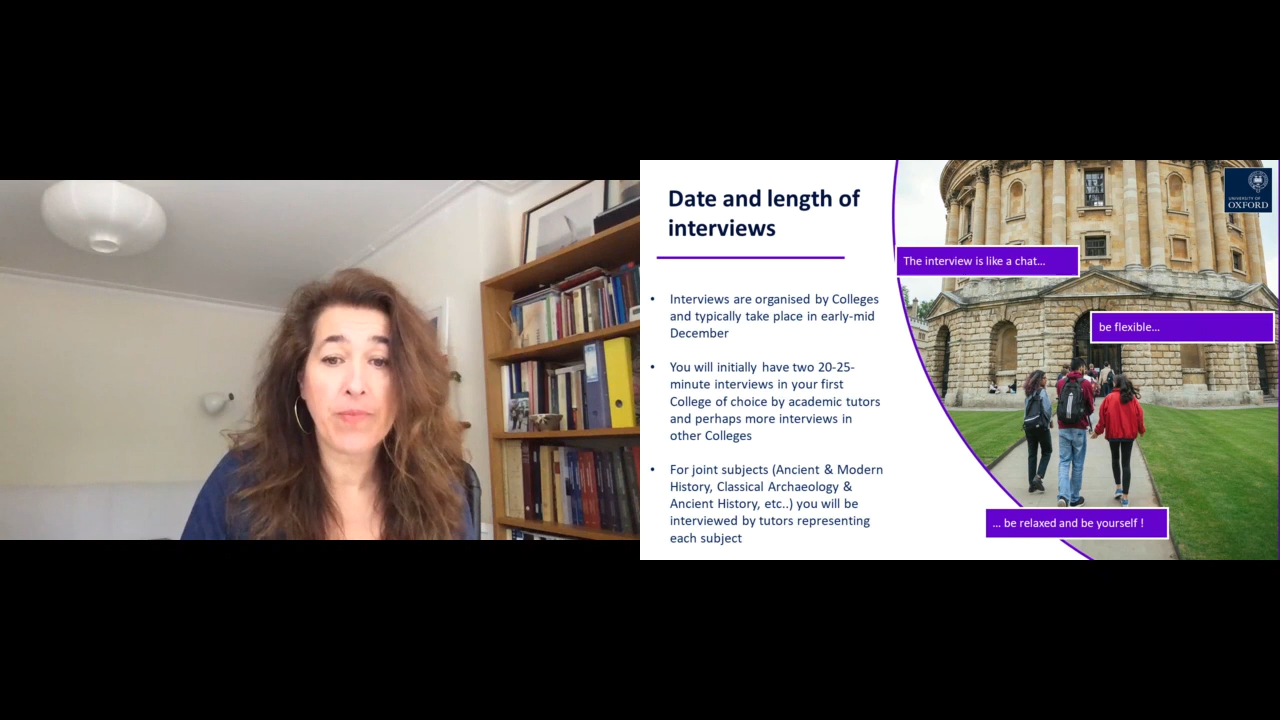 Date and length of
interviews
• Interviews are organised by Colleges
and typically take place in early-mid
December
• You will initially have two 20-25-
minute interviews in your first
College of choice by academic tutors
and perhaps more interviews in
other Colleges
• For joint subjects (Ancient & Modern
History, Classical Archaeology &
Ancient History, etc..) you will be
interviewed by tutors representing
each subject
The interview is like a chat...
be flexible...
... be relaxed and be yourself !
UNIVERSITY OF
OXFORD